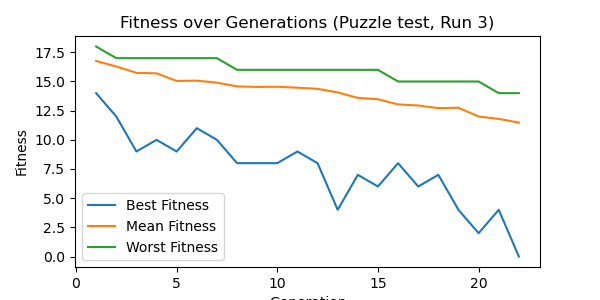 Fitness over Generations (Puzzle test, Run 3)
Fitness
17.5
15.0
12.5
10.0
7.5
5.0
2.5
0.0
Best Fitness
Mean Fitness
Worst Fitness
0 5 10 15 20
Generation